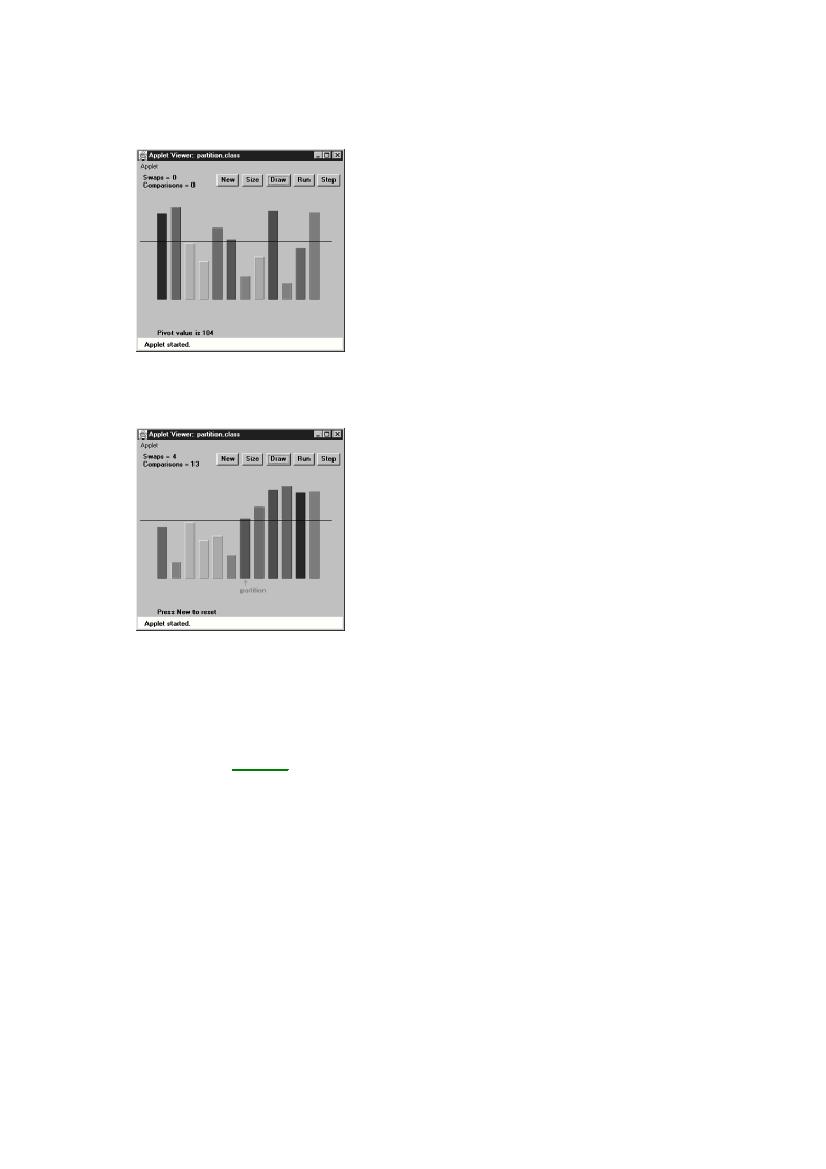 Applet Viewer: partition.class
Applet
Swaps = 0
Comparisons = 0
New Size Draw Run Step
Pivot value is 104
Applet started.
Applet Viewer: partition.class
Applet
Swaps = 4
Comparisons = 13
New Size Draw Run Step
partition
Press New to reset
Applet started.